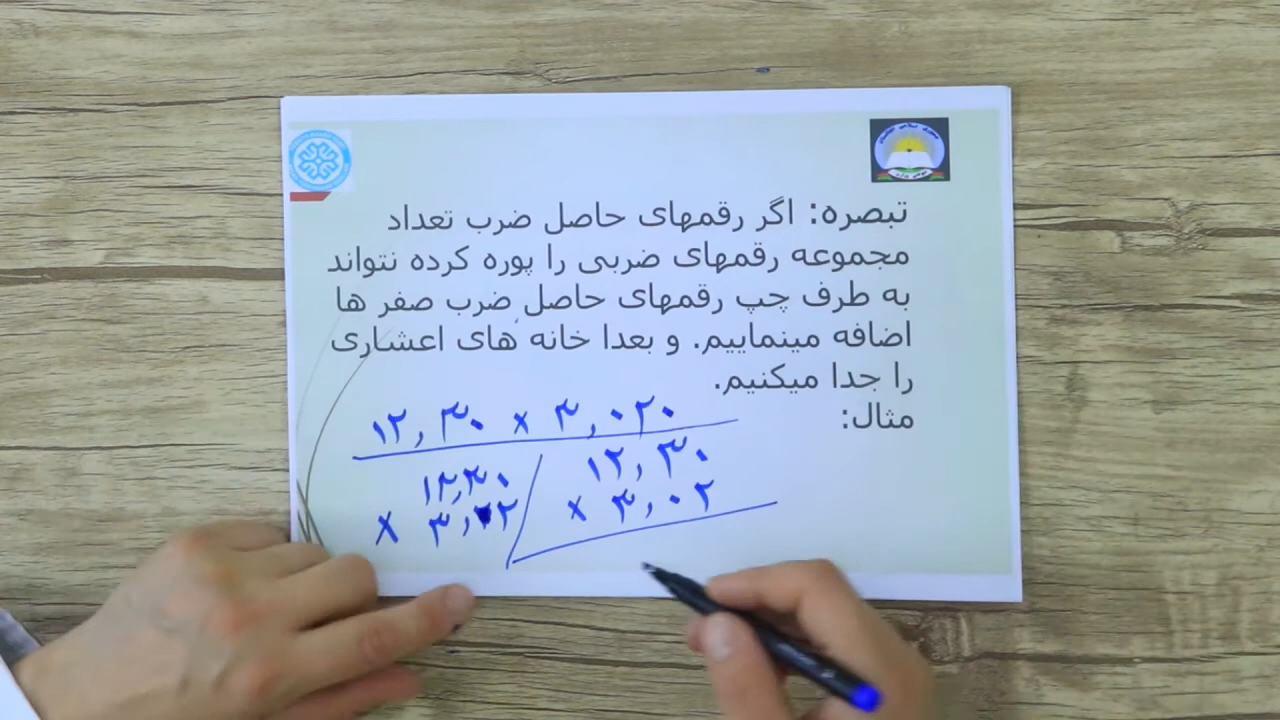 تبصره: اگر رقمهای حاصل ضرب تعداد
مجموعه رقمهای ضربی را پوره کرده نتواند
به طرف چپ رقمهای حاصل ضرب صفر ها
اضافه مینماییم. و بعدا خانه های اعشاری
را جدا میکنیم.
مثال:
۱۲,۳۰ × ۳,۰۲۰
۱۲,۳۰
× ۳,۰۲
۱۲,۳۰